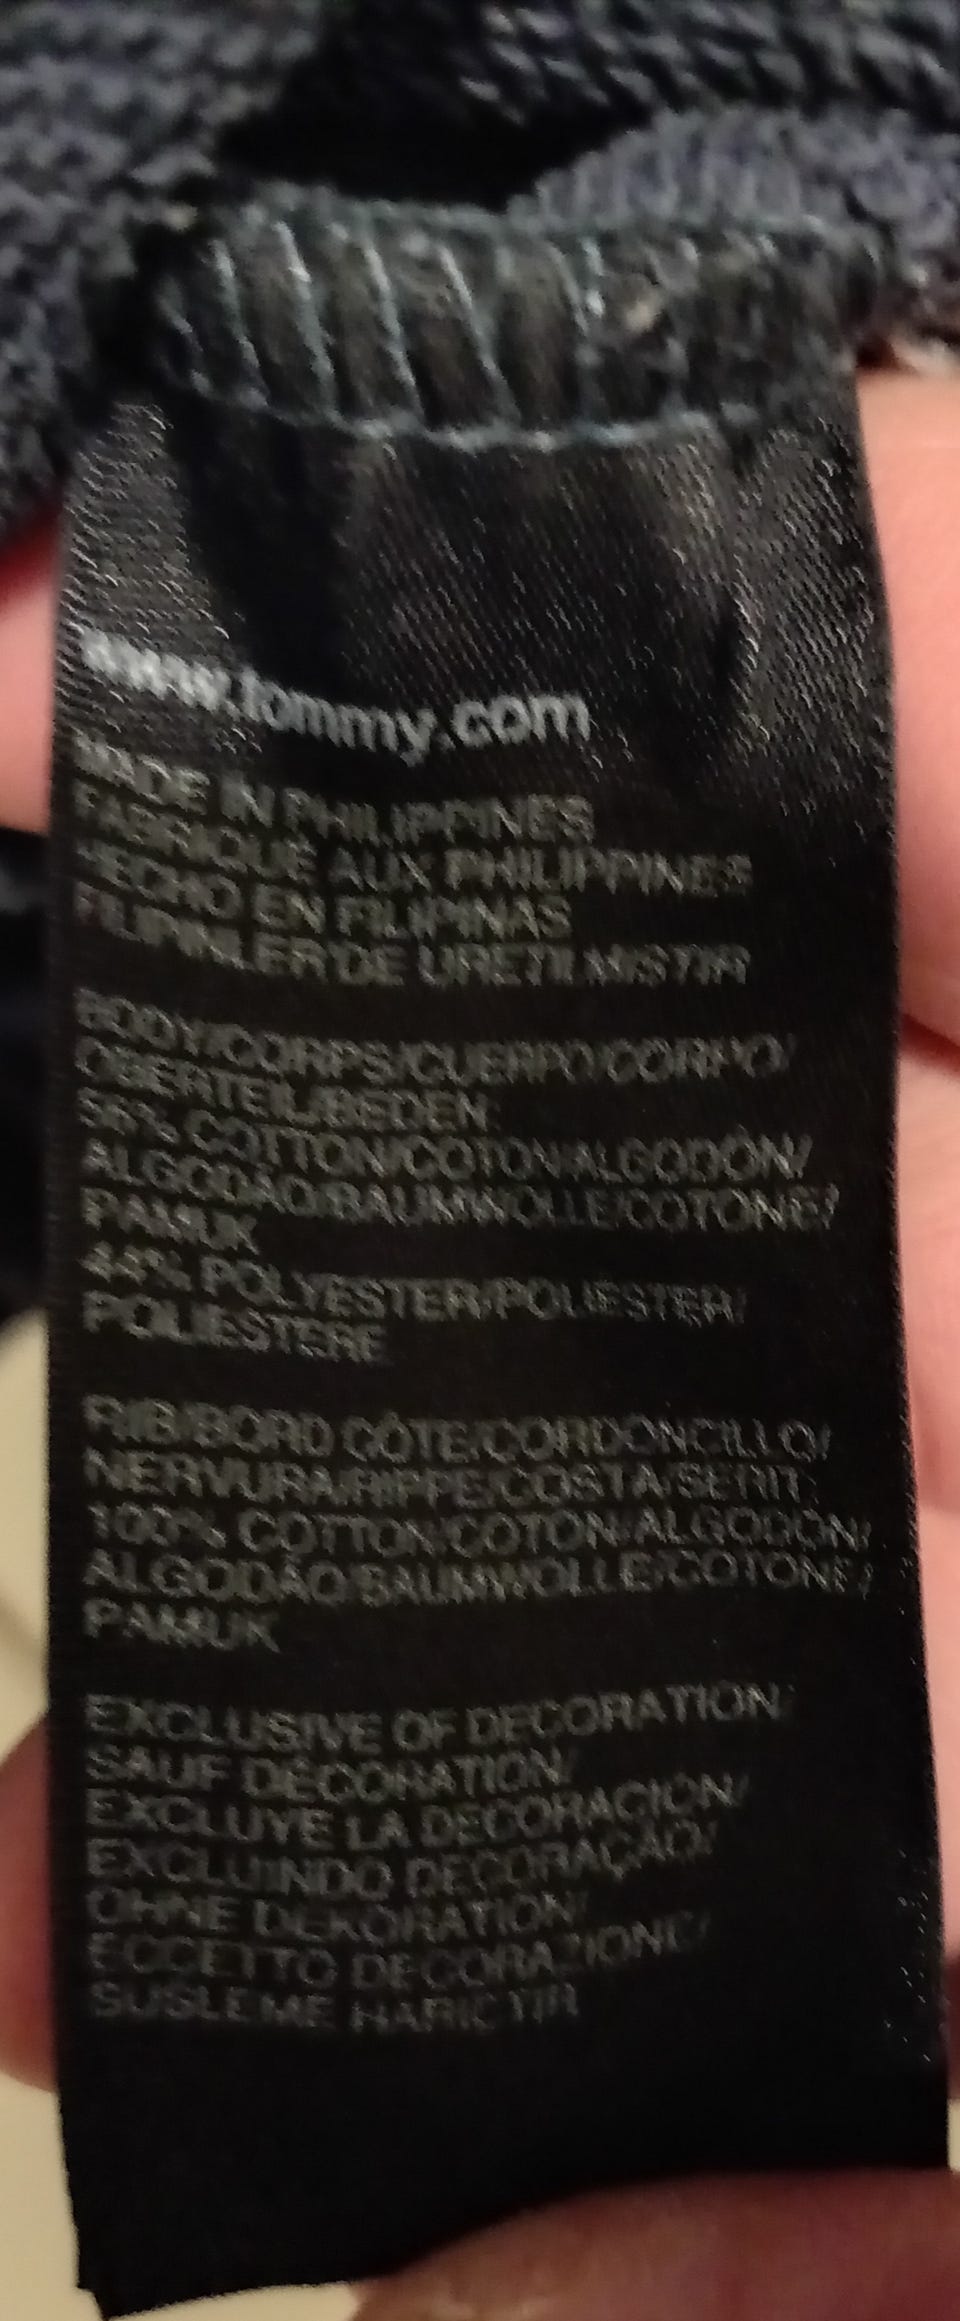 www.tommy.com
MADE IN PHILIPPINES
FABRIQUÉ AUX PHILIPPINES
HECHO EN FILIPINAS
FILIPINLER'DE URETILMISTIR
BODY/CORPS/CUERPO/CORPO/
OBERTEIL/BEDEN:
56% COTTON/COTON/ALGODÓN/
ALGODÃO/BAUMWOLLE/COTONE/
PAMUK
44% POLYESTER/POLIESTER/
POLIESTERE
RIB/BORD CÔTE/CORDONCILLO/
NERVURA/RIPPE/COSTA/SERIT:
100% COTTON/COTON/ALGODÓN/
ALGODÃO/BAUMWOLLE/COTONE/
PAMUK
EXCLUSIVE OF DECORATION/
SAUF DÉCORATION/
EXCLUYE LA DECORACIÓN/
EXCLUINDO DECORAÇÃO/
OHNE DEKORATION/
ECCETTO DECORAZIONE/
SUSLEME HARICTIR